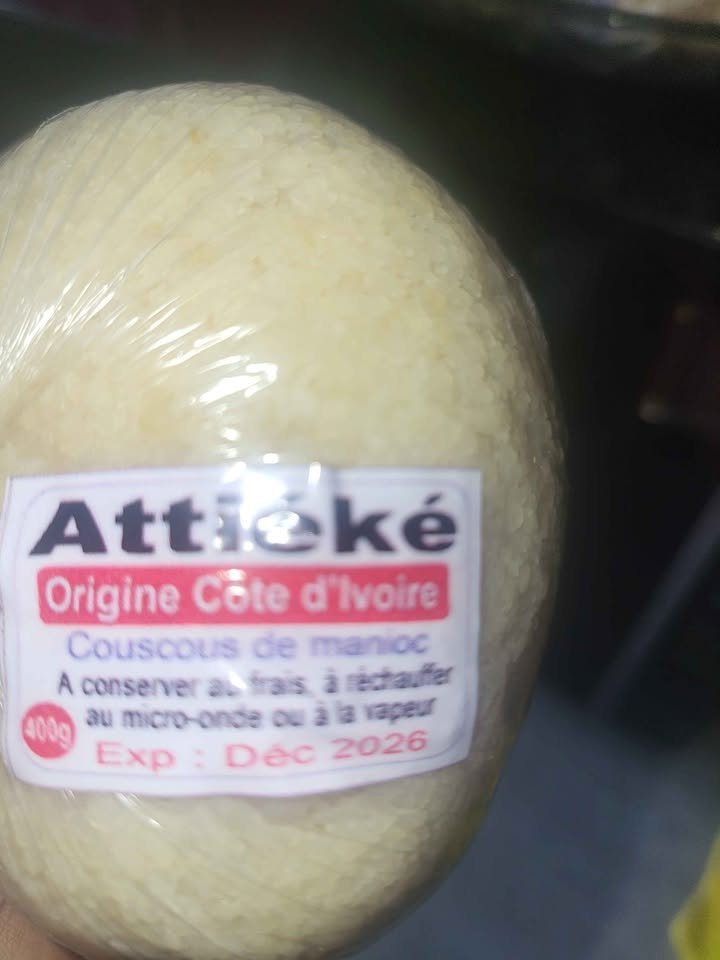 Attiéké
Origine Côte d'Ivoire
Couscous de manioc
A conserver au frais, à réchauffer
au micro-onde ou à la vapeur
400g
Exp : Déc 2026